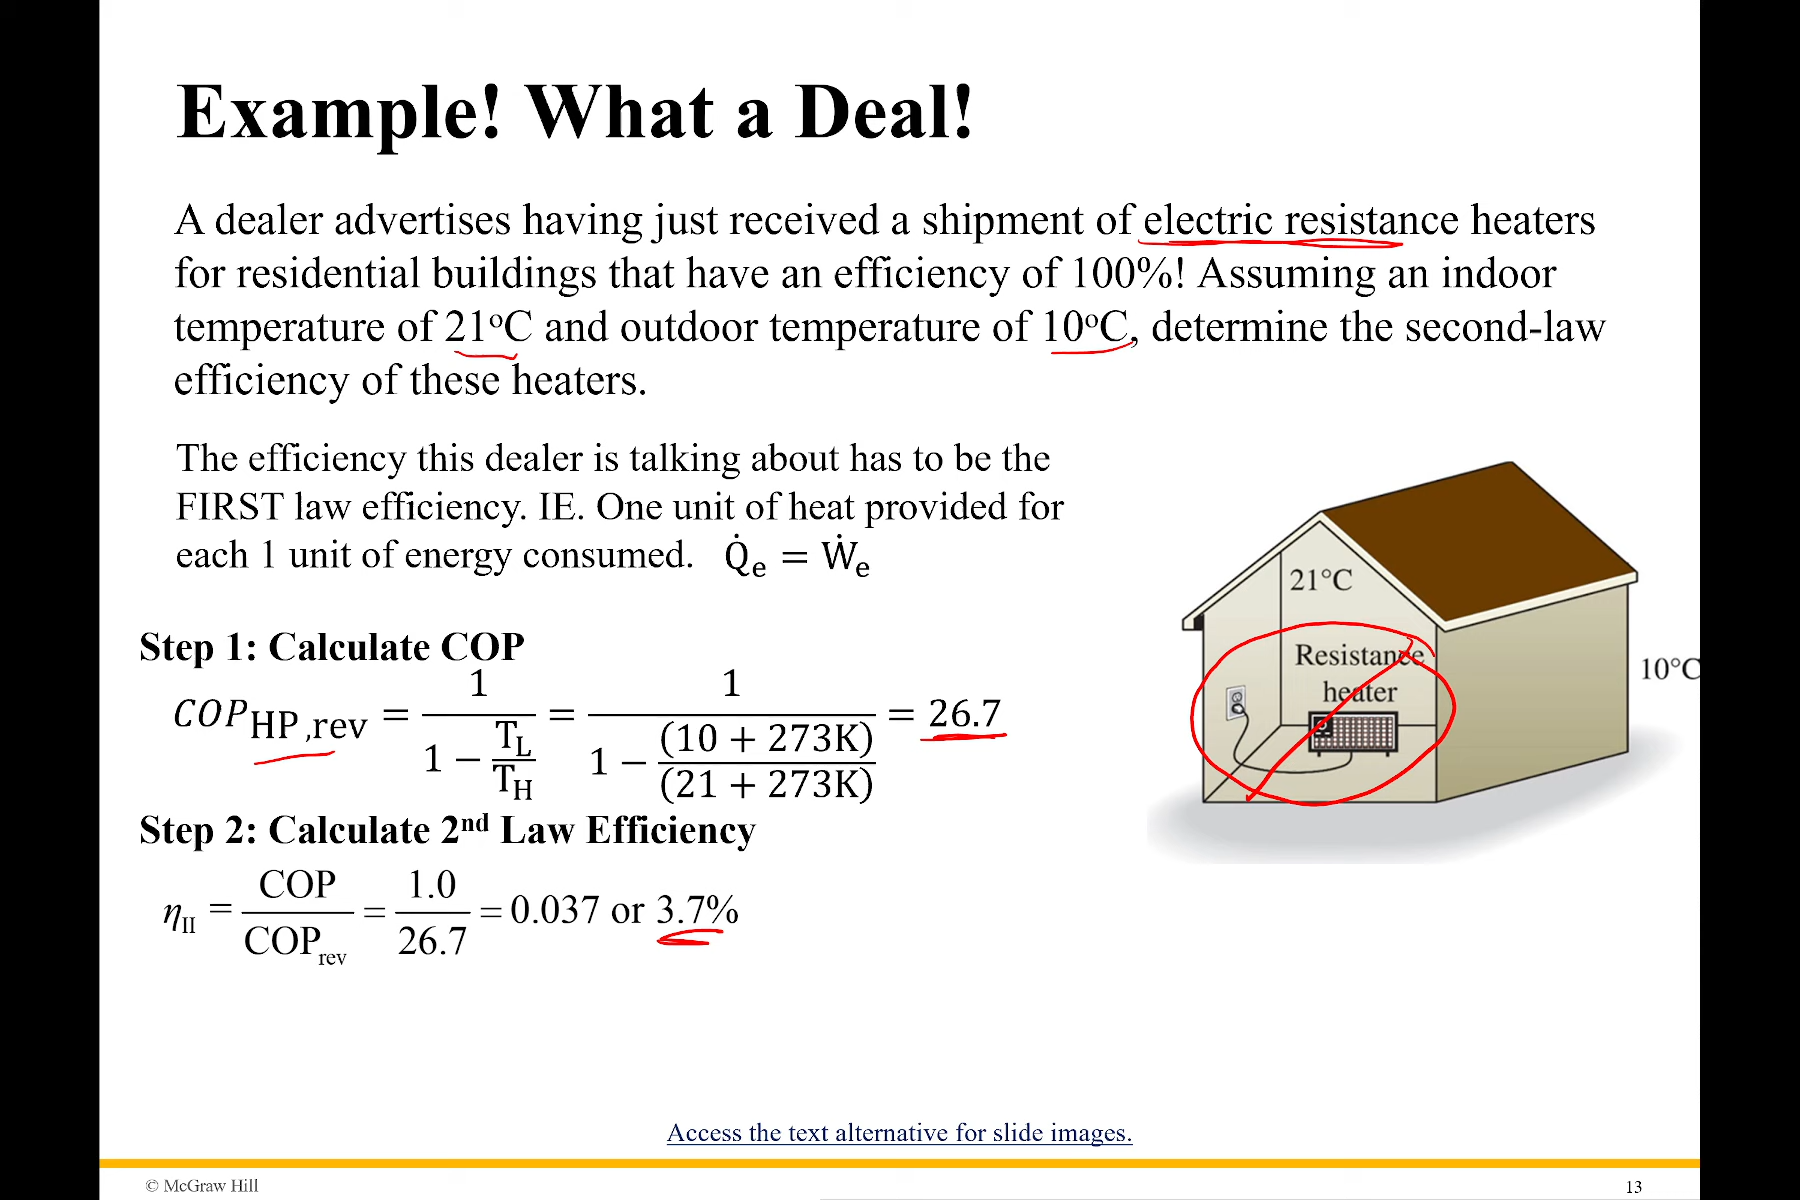 Example! What a Deal!
A dealer advertises having just received a shipment of electric resistance heaters
for residential buildings that have an efficiency of 100%! Assuming an indoor
temperature of 21°C and outdoor temperature of 10°C, determine the second-law
efficiency of these heaters.
The efficiency this dealer is talking about has to be the
FIRST law efficiency. IE. One unit of heat provided for
each 1 unit of energy consumed. Q̇e = Ẇe
Step 1: Calculate COP
COP_HP,rev = 1 / (1 − T_L/T_H) = 1 / (1 − (10 + 273K)/(21 + 273K)) = 26.7
Step 2: Calculate 2nd Law Efficiency
η_II = COP / COP_rev = 1.0 / 26.7 = 0.037 or 3.7%
21°C
Resistance
heater
10°C
Access the text alternative for slide images.
© McGraw Hill
13